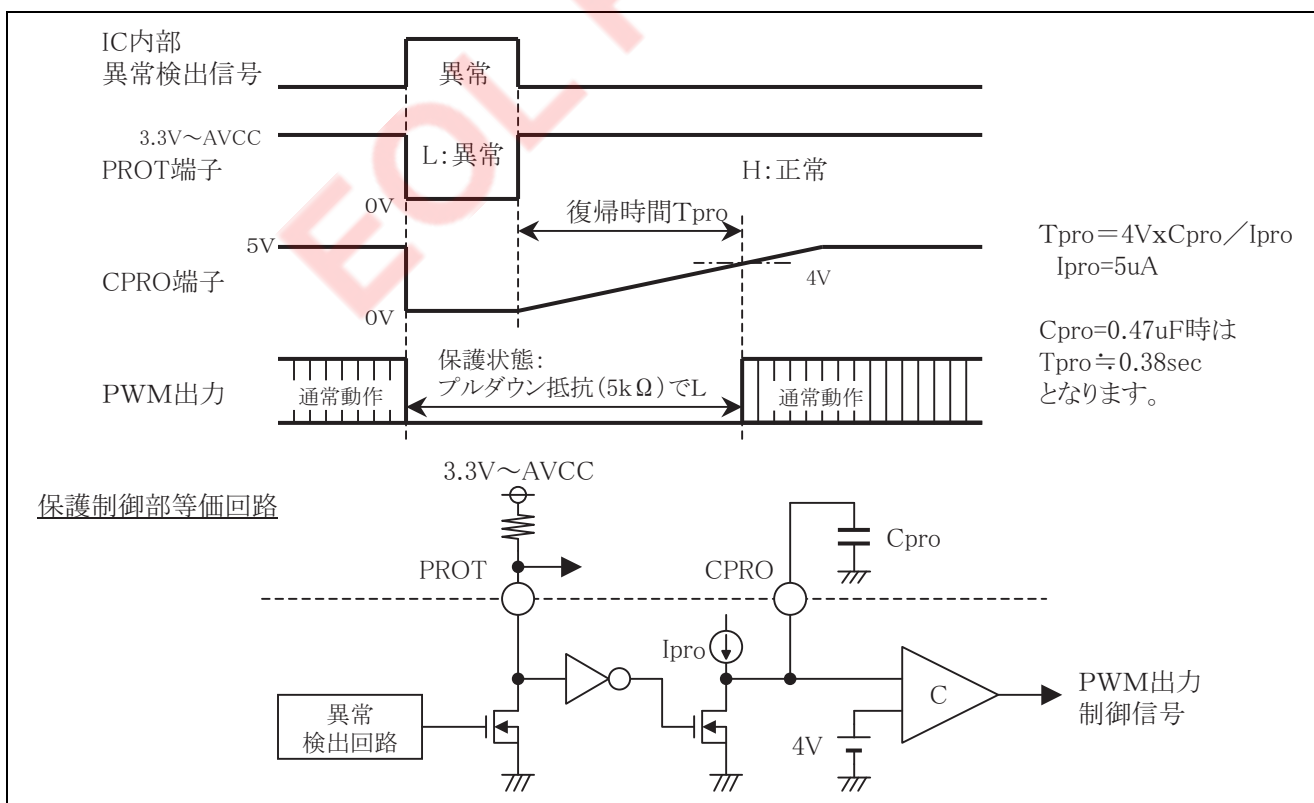 IC内部
異常検出信号
異常
3.3V～AVCC
PROT端子
L：異常
H：正常
0V
復帰時間Tpro
5V
CPRO端子
4V
0V
Tpro＝4VxCpro／Ipro
Ipro=5uA
Cpro=0.47uF時は
Tpro≒0.38sec
となります。
PWM出力
通常動作
保護状態：
プルダウン抵抗(5kΩ)でL
通常動作
保護制御部等価回路
3.3V～AVCC
Cpro
PROT
CPRO
Ipro
異常
検出回路
4V
C
PWM出力
制御信号
EOL